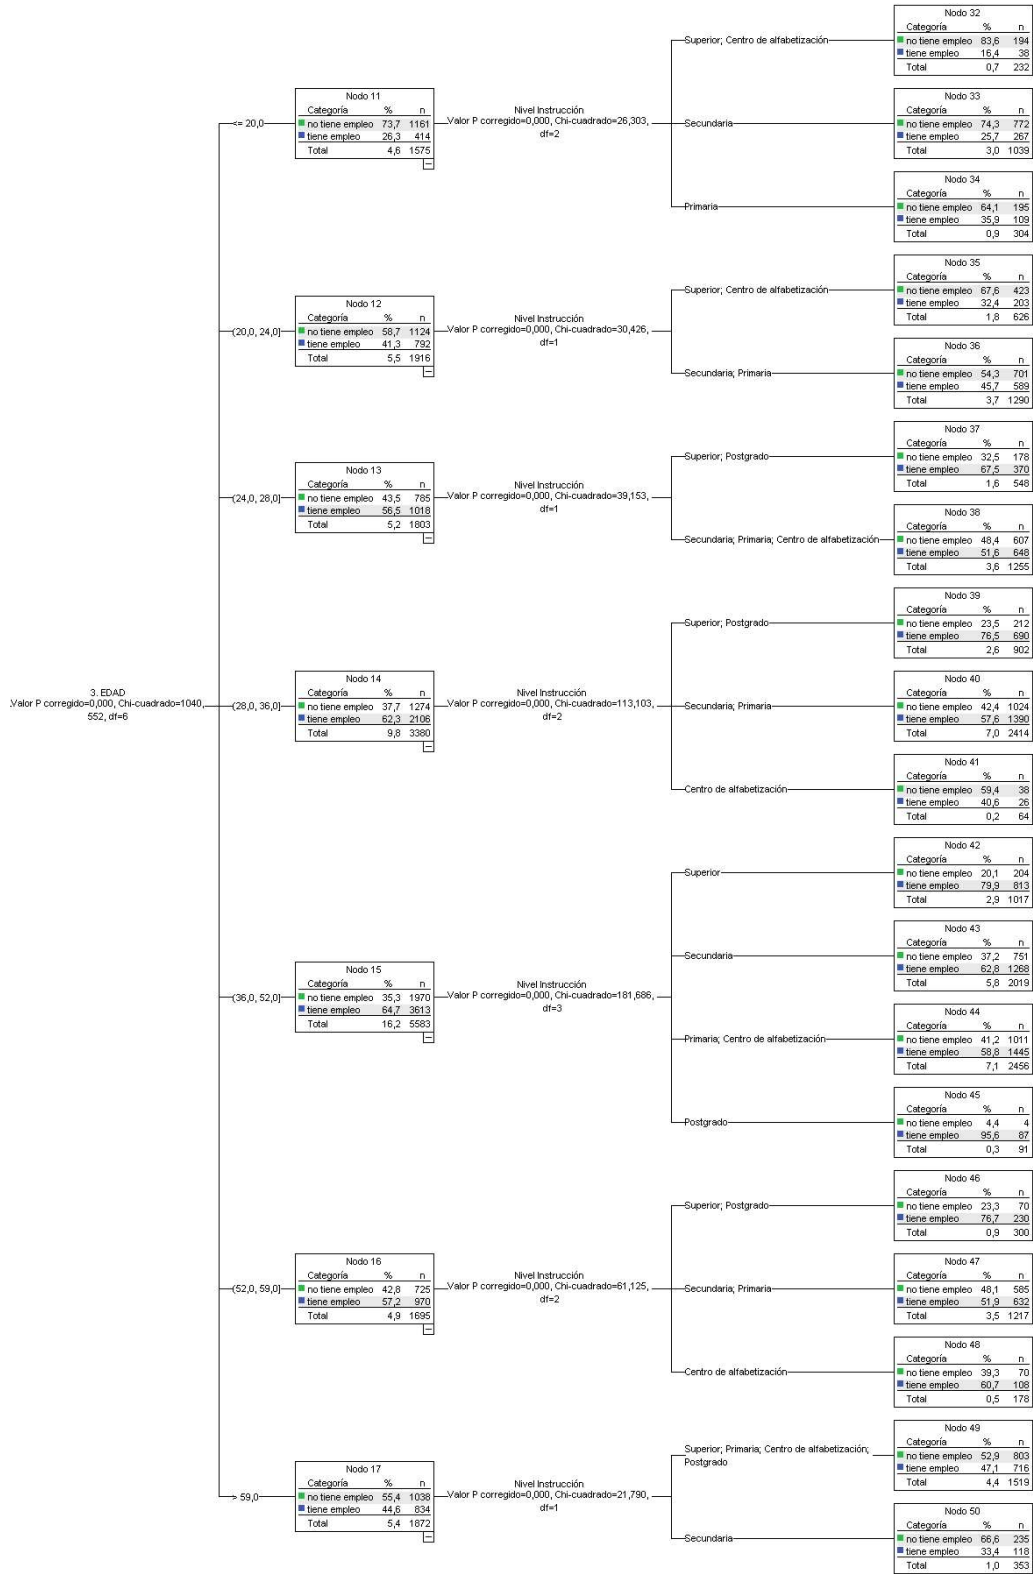 3. EDAD
Valor P corregido=0,000, Chi-cuadrado=1040,
552, df=6
<= 20,0
Nodo 11
Categoría % n
no tiene empleo 73,7 1161
tiene empleo 26,3 414
Total 4,6 1575
Nivel Instrucción
Valor P corregido=0,000, Chi-cuadrado=26,303,
df=2
Superior; Centro de alfabetización
Nodo 32
Categoría % n
no tiene empleo 83,6 194
tiene empleo 16,4 38
Total 0,7 232
Secundaria
Nodo 33
Categoría % n
no tiene empleo 74,3 772
tiene empleo 25,7 267
Total 3,0 1039
Primaria
Nodo 34
Categoría % n
no tiene empleo 64,1 195
tiene empleo 35,9 109
Total 0,9 304
(20,0, 24,0]
Nodo 12
Categoría % n
no tiene empleo 58,7 1124
tiene empleo 41,3 792
Total 5,5 1916
Nivel Instrucción
Valor P corregido=0,000, Chi-cuadrado=30,426,
df=1
Superior; Centro de alfabetización
Nodo 35
Categoría % n
no tiene empleo 67,6 423
tiene empleo 32,4 203
Total 1,8 626
Secundaria; Primaria
Nodo 36
Categoría % n
no tiene empleo 54,3 701
tiene empleo 45,7 589
Total 3,7 1290
(24,0, 28,0]
Nodo 13
Categoría % n
no tiene empleo 43,5 785
tiene empleo 56,5 1018
Total 5,2 1803
Nivel Instrucción
Valor P corregido=0,000, Chi-cuadrado=39,153,
df=1
Superior; Postgrado
Nodo 37
Categoría % n
no tiene empleo 32,5 178
tiene empleo 67,5 370
Total 1,6 548
Secundaria; Primaria; Centro de alfabetización
Nodo 38
Categoría % n
no tiene empleo 48,4 607
tiene empleo 51,6 648
Total 3,6 1255
(28,0, 36,0]
Nodo 14
Categoría % n
no tiene empleo 37,7 1274
tiene empleo 62,3 2106
Total 9,8 3380
Nivel Instrucción
Valor P corregido=0,000, Chi-cuadrado=113,103,
df=2
Superior; Postgrado
Nodo 39
Categoría % n
no tiene empleo 23,5 212
tiene empleo 76,5 690
Total 2,6 902
Secundaria; Primaria
Nodo 40
Categoría % n
no tiene empleo 42,4 1024
tiene empleo 57,6 1390
Total 7,0 2414
Centro de alfabetización
Nodo 41
Categoría % n
no tiene empleo 59,4 38
tiene empleo 40,6 26
Total 0,2 64
(36,0, 52,0]
Nodo 15
Categoría % n
no tiene empleo 35,3 1970
tiene empleo 64,7 3613
Total 16,2 5583
Nivel Instrucción
Valor P corregido=0,000, Chi-cuadrado=181,686,
df=3
Superior
Nodo 42
Categoría % n
no tiene empleo 20,1 204
tiene empleo 79,9 813
Total 2,9 1017
Secundaria
Nodo 43
Categoría % n
no tiene empleo 37,2 751
tiene empleo 62,8 1268
Total 5,8 2019
Primaria; Centro de alfabetización
Nodo 44
Categoría % n
no tiene empleo 41,2 1011
tiene empleo 58,8 1445
Total 7,1 2456
Postgrado
Nodo 45
Categoría % n
no tiene empleo 4,4 4
tiene empleo 95,6 87
Total 0,3 91
(52,0, 59,0]
Nodo 16
Categoría % n
no tiene empleo 42,8 725
tiene empleo 57,2 970
Total 4,9 1695
Nivel Instrucción
Valor P corregido=0,000, Chi-cuadrado=61,125,
df=2
Superior; Postgrado
Nodo 46
Categoría % n
no tiene empleo 23,3 70
tiene empleo 76,7 230
Total 0,9 300
Secundaria; Primaria
Nodo 47
Categoría % n
no tiene empleo 48,1 585
tiene empleo 51,9 632
Total 3,5 1217
Centro de alfabetización
Nodo 48
Categoría % n
no tiene empleo 39,3 70
tiene empleo 60,7 108
Total 0,5 178
> 59,0
Nodo 17
Categoría % n
no tiene empleo 55,4 1038
tiene empleo 44,6 834
Total 5,4 1872
Nivel Instrucción
Valor P corregido=0,000, Chi-cuadrado=21,790,
df=1
Superior; Primaria; Centro de alfabetización;
Postgrado
Nodo 49
Categoría % n
no tiene empleo 52,9 803
tiene empleo 47,1 716
Total 4,4 1519
Secundaria
Nodo 50
Categoría % n
no tiene empleo 66,6 235
tiene empleo 33,4 118
Total 1,0 353